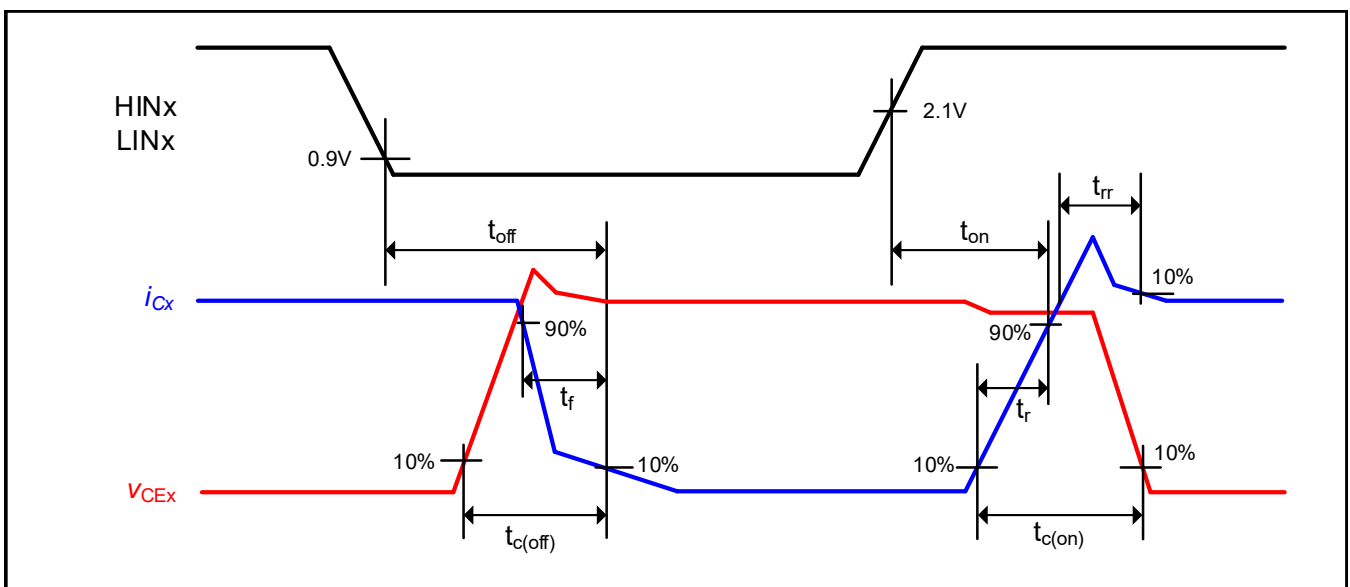 HINx
LINx
0.9V
2.1V
trr
toff
ton
iCx
10%
90%
90%
tf
tr
10%
10%
10%
10%
vCEx
tc(off)
tc(on)